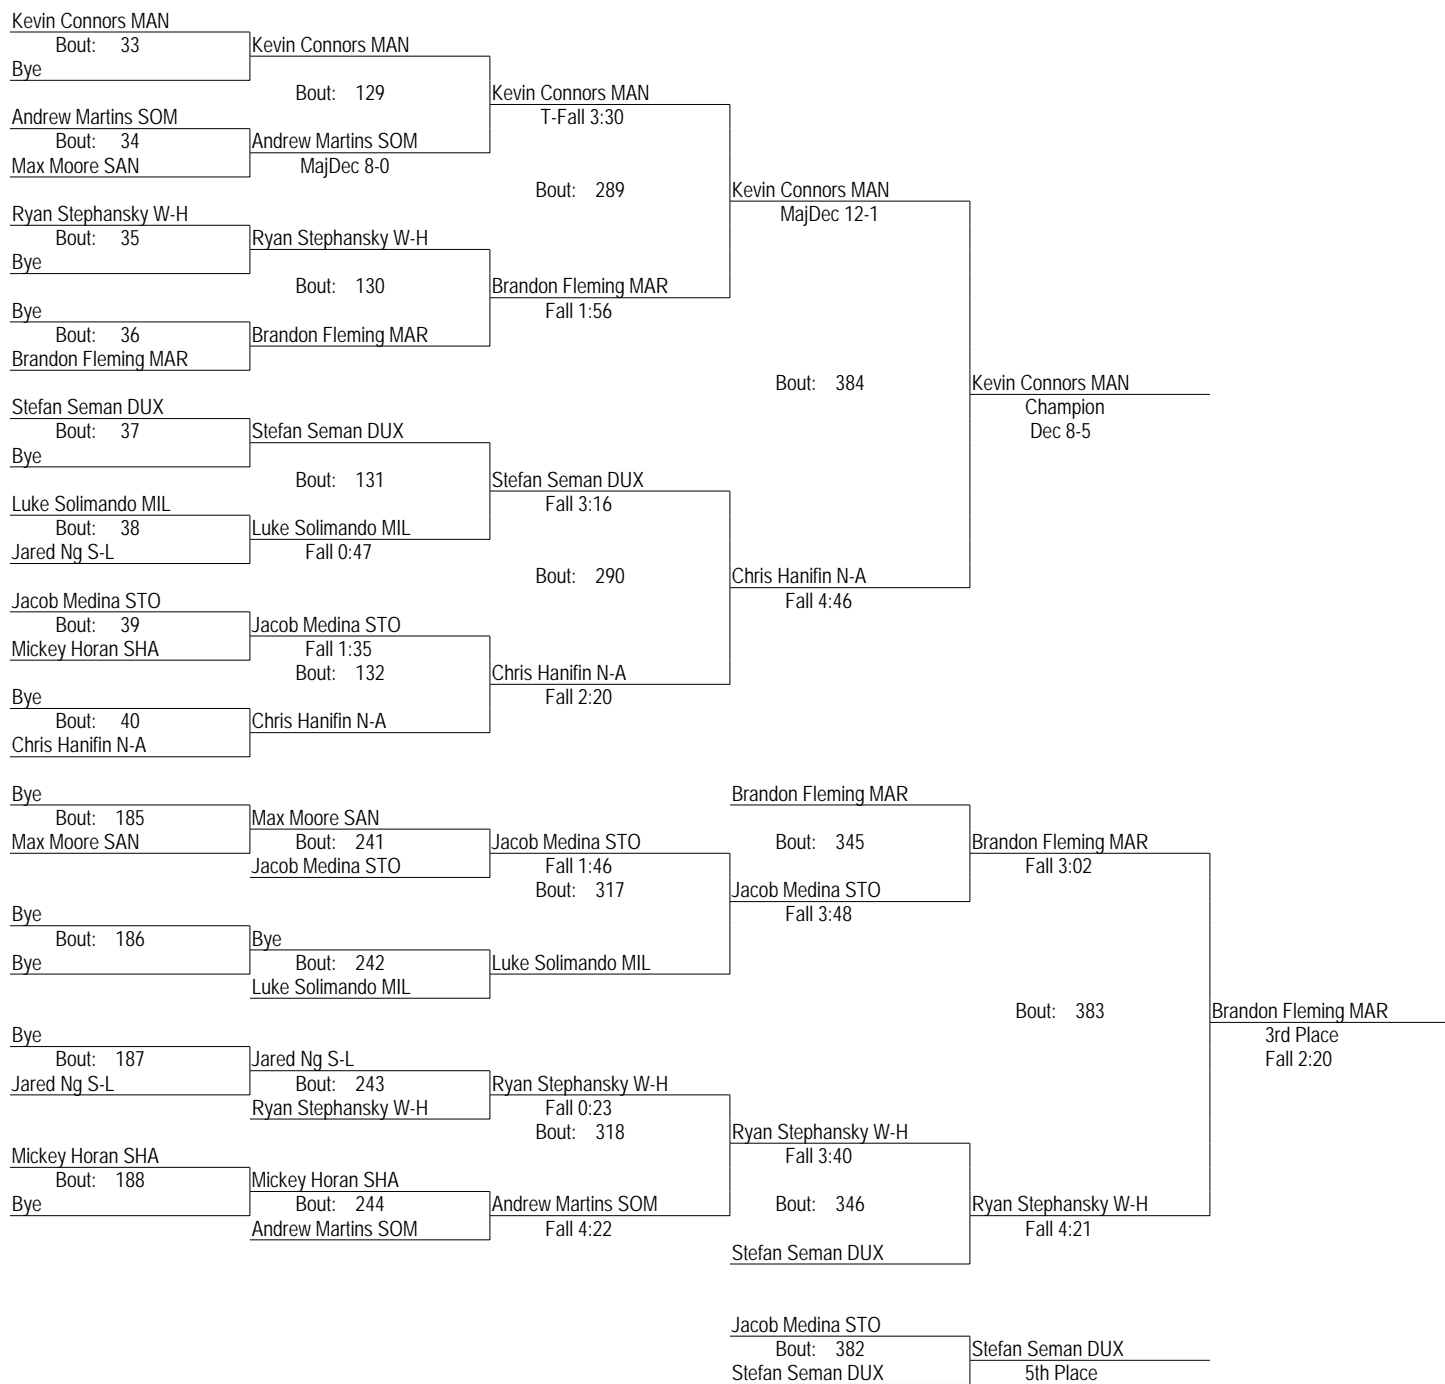 Kevin Connors MAN
Bout: 33
Kevin Connors MAN
Bye
Bout: 129
Kevin Connors MAN
Andrew Martins SOM
T-Fall 3:30
Bout: 34
Andrew Martins SOM
Max Moore SAN
MajDec 8-0
Bout: 289
Kevin Connors MAN
Ryan Stephansky W-H
MajDec 12-1
Bout: 35
Ryan Stephansky W-H
Bye
Bout: 130
Brandon Fleming MAR
Bye
Fall 1:56
Bout: 36
Brandon Fleming MAR
Brandon Fleming MAR
Bout: 384
Kevin Connors MAN
Stefan Seman DUX
Champion
Bout: 37
Stefan Seman DUX
Dec 8-5
Bye
Bout: 131
Stefan Seman DUX
Luke Solimando MIL
Fall 3:16
Bout: 38
Luke Solimando MIL
Jared Ng S-L
Fall 0:47
Bout: 290
Chris Hanifin N-A
Jacob Medina STO
Fall 4:46
Bout: 39
Jacob Medina STO
Mickey Horan SHA
Fall 1:35
Bout: 132
Chris Hanifin N-A
Bye
Fall 2:20
Bout: 40
Chris Hanifin N-A
Chris Hanifin N-A
Bye
Brandon Fleming MAR
Bout: 185
Max Moore SAN
Max Moore SAN
Bout: 241
Jacob Medina STO
Bout: 345
Brandon Fleming MAR
Jacob Medina STO
Fall 1:46
Fall 3:02
Bout: 317
Jacob Medina STO
Bye
Fall 3:48
Bout: 186
Bye
Bye
Bout: 242
Luke Solimando MIL
Luke Solimando MIL
Bout: 383
Brandon Fleming MAR
Bye
3rd Place
Bout: 187
Jared Ng S-L
Fall 2:20
Jared Ng S-L
Bout: 243
Ryan Stephansky W-H
Ryan Stephansky W-H
Fall 0:23
Bout: 318
Ryan Stephansky W-H
Mickey Horan SHA
Fall 3:40
Bout: 188
Mickey Horan SHA
Bye
Bout: 244
Andrew Martins SOM
Bout: 346
Ryan Stephansky W-H
Andrew Martins SOM
Fall 4:22
Fall 4:21
Stefan Seman DUX
Jacob Medina STO
Bout: 382
Stefan Seman DUX
Stefan Seman DUX
5th Place